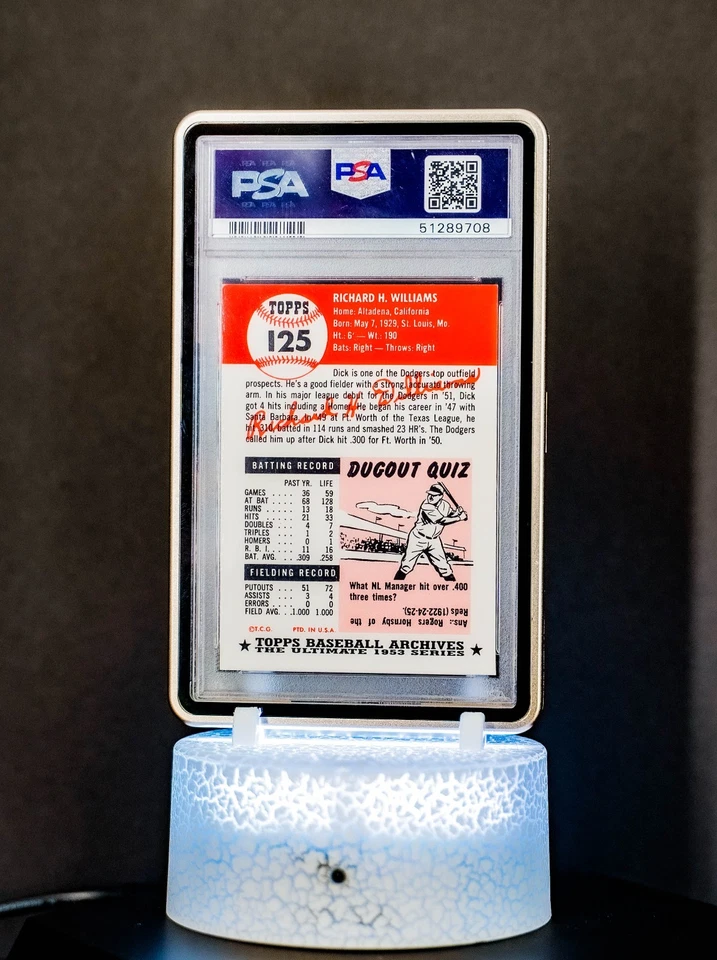 PSA PSA PSA
PSA
PSA PSA PSA
PSA
51289708
TOPPS
125
RICHARD H. WILLIAMS
Home: Altadena, California
Born: May 7, 1929, St. Louis, Mo.
Ht.: 6' — Wt.: 190
Bats: Right — Throws: Right
Dick is one of the Dodgers top outfield
prospects. He's a good fielder with a strong, accurate throwing
arm. In his major league debut for the Dodgers in '51, Dick
got 4 hits including a Homer. He began his career in '47 with
Santa Barbara. In '49 at Ft. Worth of the Texas League, he
hit .310, batted in 114 runs and smashed 23 HR's. The Dodgers
called him up after Dick hit .300 for Ft. Worth in '50.
Richard H Williams
BATTING RECORD
PAST YR. LIFE
GAMES .... 36 59
AT BAT .... 68 128
RUNS .... 13 18
HITS .... 21 33
DOUBLES ... 4 7
TRIPLES ... 1 2
HOMERS ... 0 1
R. B. I. .... 11 16
BAT. AVG. .. .309 .258
FIELDING RECORD
PUTOUTS ... 51 72
ASSISTS ... 3 4
ERRORS ... 0 0
FIELD AVG. ..1.000 1.000
DUGOUT QUIZ
What NL Manager hit over .400
three times?
Ans.: Rogers Hornsby of the
Reds (1922-24-25).
©T.C.G. PTD. IN U.S.A
★ TOPPS BASEBALL ARCHIVES ★
THE ULTIMATE 1953 SERIES